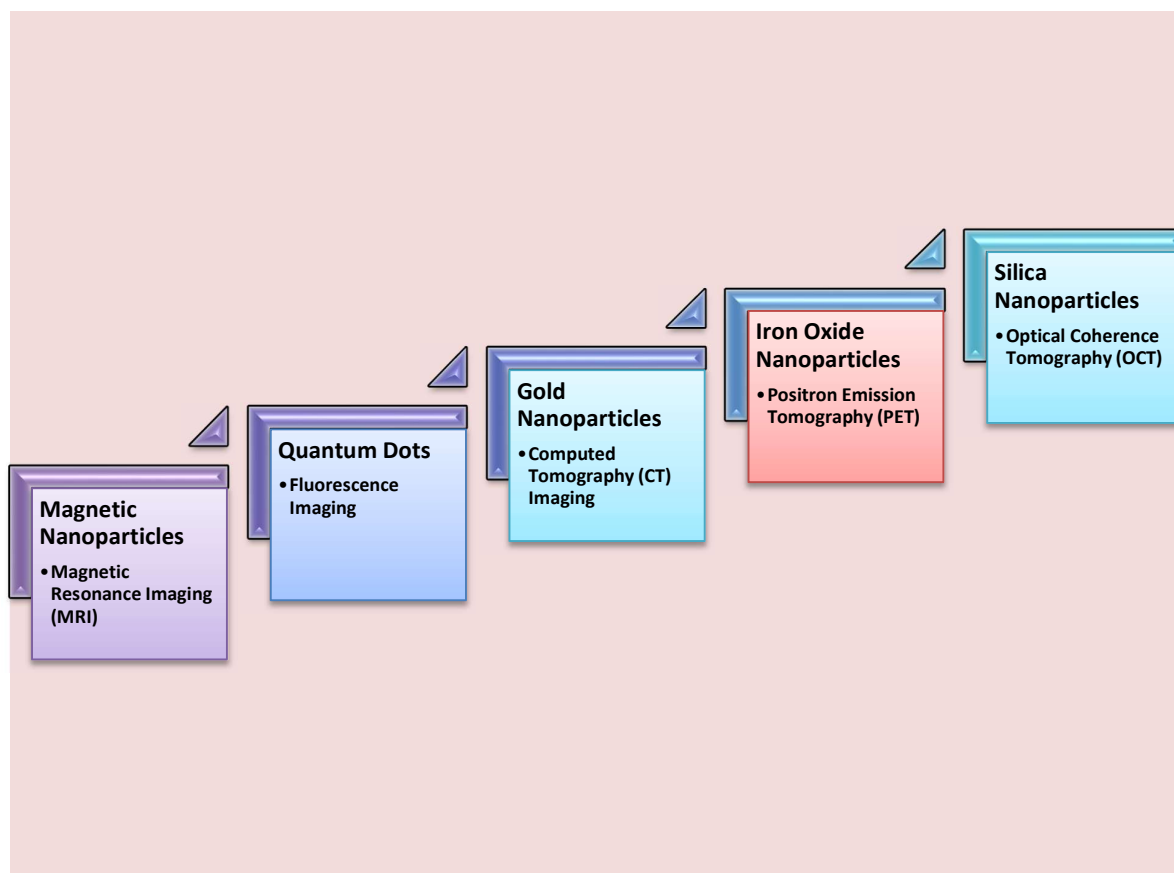 Magnetic
Nanoparticles
•Magnetic
Resonance Imaging
(MRI)
Quantum Dots
•Fluorescence
Imaging
Gold
Nanoparticles
•Computed
Tomography (CT)
Imaging
Iron Oxide
Nanoparticles
•Positron Emission
Tomography (PET)
Silica
Nanoparticles
•Optical Coherence
Tomography (OCT)